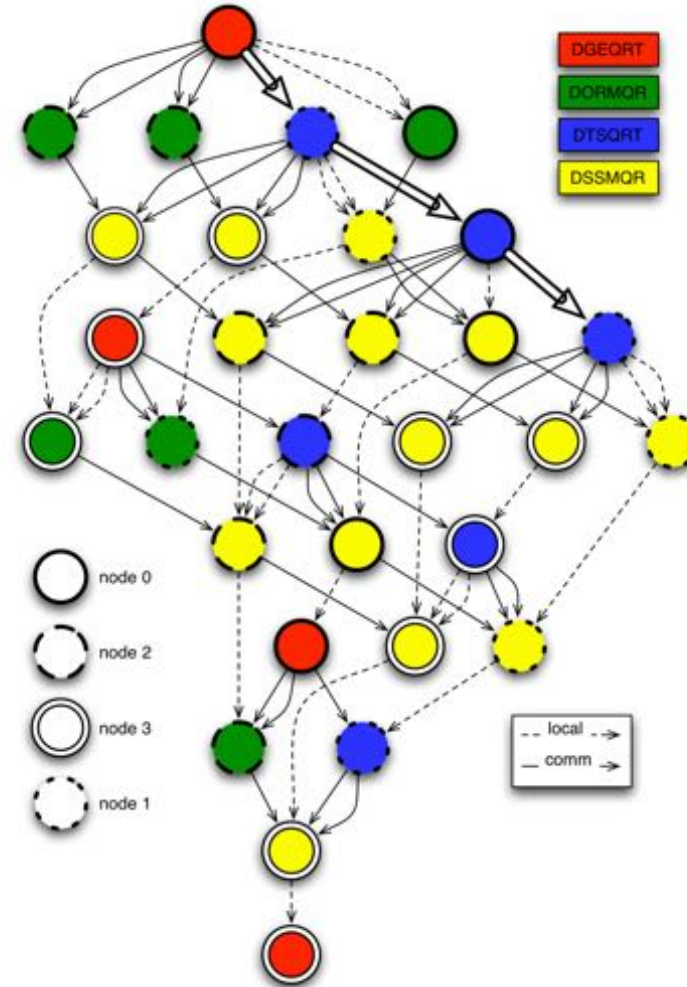 DGEQRT
DORMQR
DTSQRT
DSSMQR
node 0
node 2
node 3
node 1
local
comm